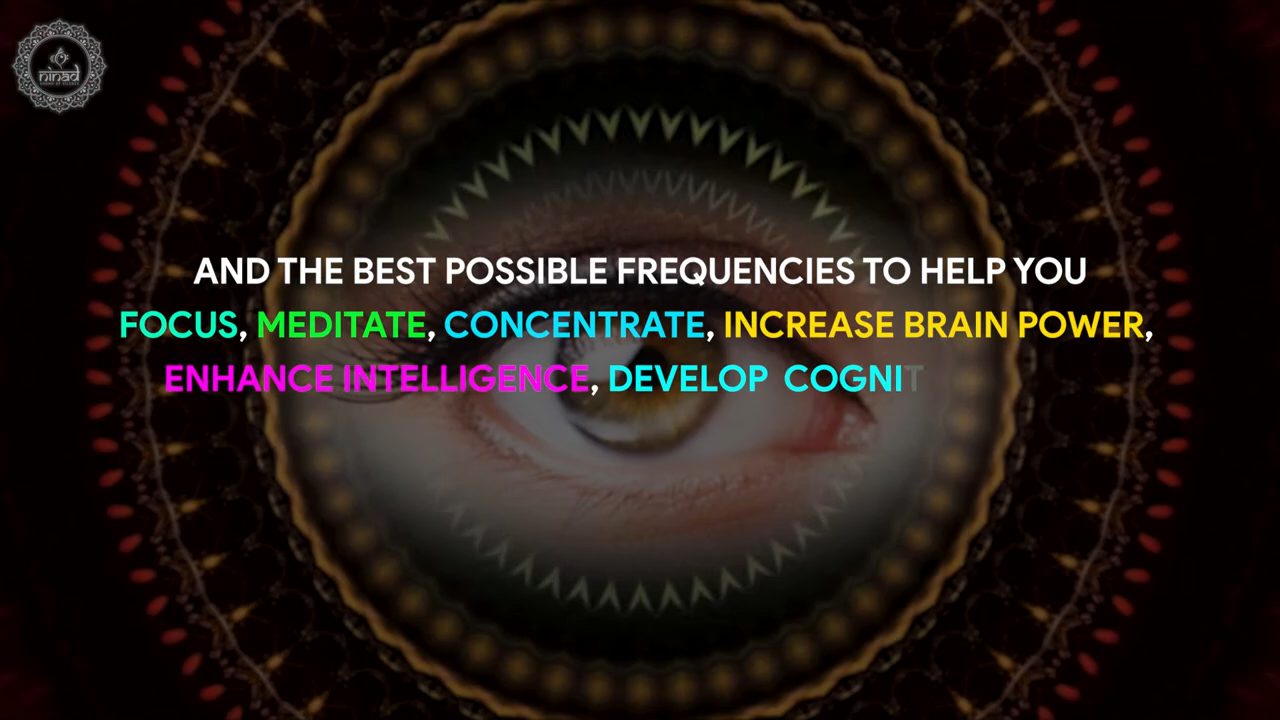 ninad
AND THE BEST POSSIBLE FREQUENCIES TO HELP YOU
FOCUS, MEDITATE, CONCENTRATE, INCREASE BRAIN POWER,
ENHANCE INTELLIGENCE, DEVELOP COGNIT